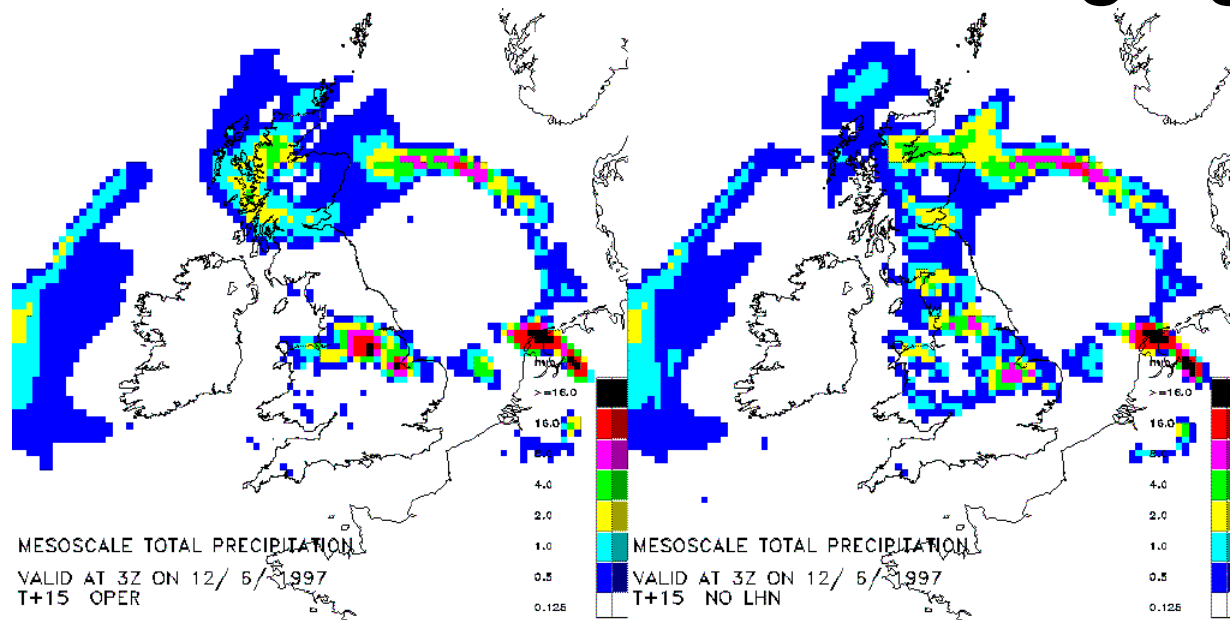 >=16.0
16.0
4.0
2.0
1.0
0.5
0.125
MESOSCALE TOTAL PRECIPITATION
VALID AT 3Z ON 12/ 6/ 1997
T+15 OPER
>=16.0
16.0
4.0
2.0
1.0
0.5
0.125
MESOSCALE TOTAL PRECIPITATION
VALID AT 3Z ON 12/ 6/ 1997
T+15 NO LHN